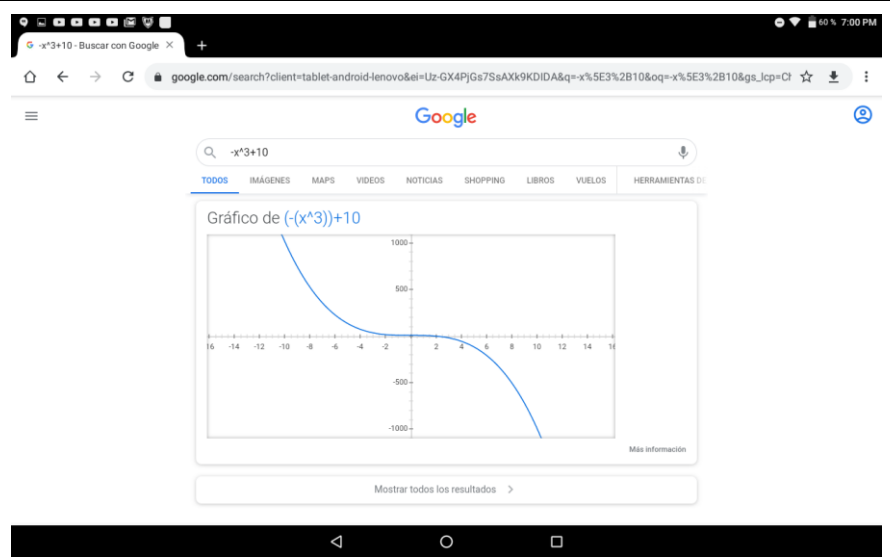 60 % 7:00 PM
-x^3+10 - Buscar con Google
google.com/search?client=tablet-android-lenovo&ei=Uz-GX4PjGs7SsAXk9KDIDA&q=-x%5E3%2B10&oq=-x%5E3%2B10&gs_lcp=Ch
Google
-x^3+10
TODOS IMÁGENES MAPS VIDEOS NOTICIAS SHOPPING LIBROS VUELOS HERRAMIENTAS DE
Gráfico de (-(x^3))+10
1000
500
16 -14 -12 -10 -8 -6 -4 -2 2 4 6 8 10 12 14 16
-500
-1000
Más información
Mostrar todos los resultados